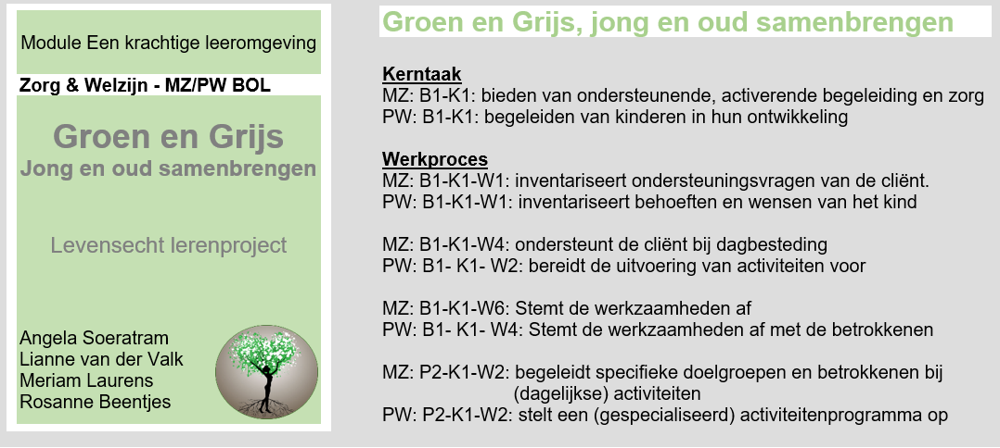 Module Een krachtige leeromgeving
Zorg & Welzijn - MZ/PW BOL
Groen en Grijs
Jong en oud samenbrengen
Levensecht lerenproject
Angela Soeratram
Lianne van der Valk
Meriam Laurens
Rosanne Beentjes
Groen en Grijs, jong en oud samenbrengen
Kerntaak
MZ: B1-K1: bieden van ondersteunende, activerende begeleiding en zorg
PW: B1-K1: begeleiden van kinderen in hun ontwikkeling
Werkproces
MZ: B1-K1-W1: inventariseert ondersteuningsvragen van de cliënt.
PW: B1-K1-W1: inventariseert behoeften en wensen van het kind
MZ: B1-K1-W4: ondersteunt de cliënt bij dagbesteding
PW: B1- K1- W2: bereidt de uitvoering van activiteiten voor
MZ: B1-K1-W6: Stemt de werkzaamheden af
PW: B1- K1- W4: Stemt de werkzaamheden af met de betrokkenen
MZ: P2-K1-W2: begeleidt specifieke doelgroepen en betrokkenen bij
(dagelijkse) activiteiten
PW: P2-K1-W2: stelt een (gespecialiseerd) activiteitenprogramma op